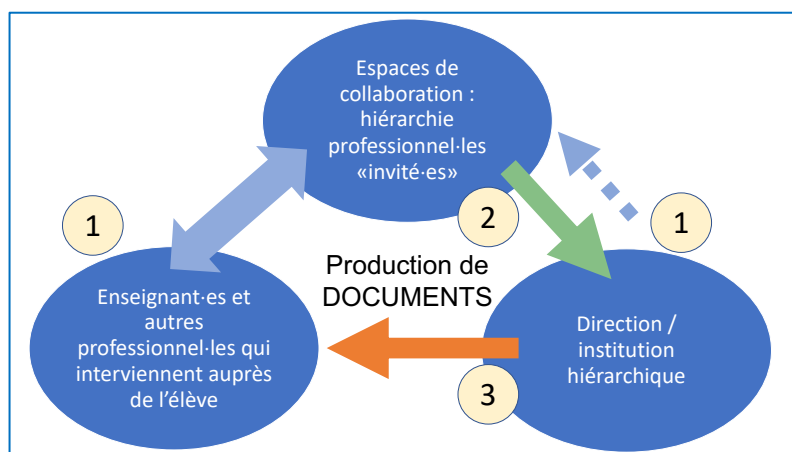 Espaces de
collaboration :
hiérarchie
professionnel·les
«invité·es»
1
2
1
Production de
DOCUMENTS
Enseignant·es et
autres
professionnel·les qui
interviennent auprès
de l’élève
Direction /
institution
hiérarchique
3